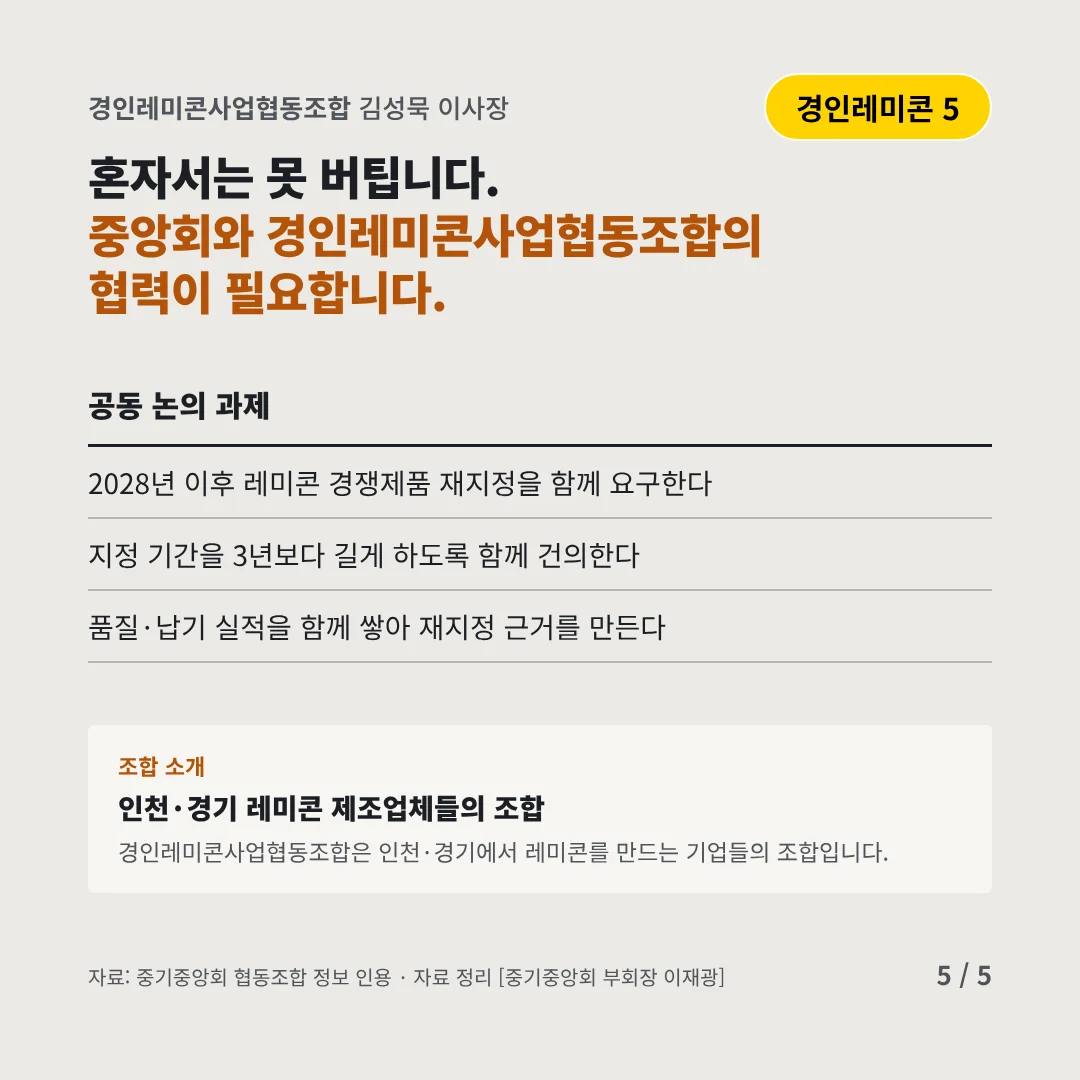 경인레미콘사업협동조합 김성묵 이사장
경인레미콘 5
혼자서는 못 버팁니다.
중앙회와 경인레미콘사업협동조합의
협력이 필요합니다.
공동 논의 과제
2028년 이후 레미콘 경쟁제품 재지정을 함께 요구한다
지정 기간을 3년보다 길게 하도록 함께 건의한다
품질·납기 실적을 함께 쌓아 재지정 근거를 만든다
조합 소개
인천·경기 레미콘 제조업체들의 조합
경인레미콘사업협동조합은 인천·경기에서 레미콘를 만드는 기업들의 조합입니다.
자료: 중기중앙회 협동조합 정보 인용 · 자료 정리 [중기중앙회 부회장 이재광]
5 / 5